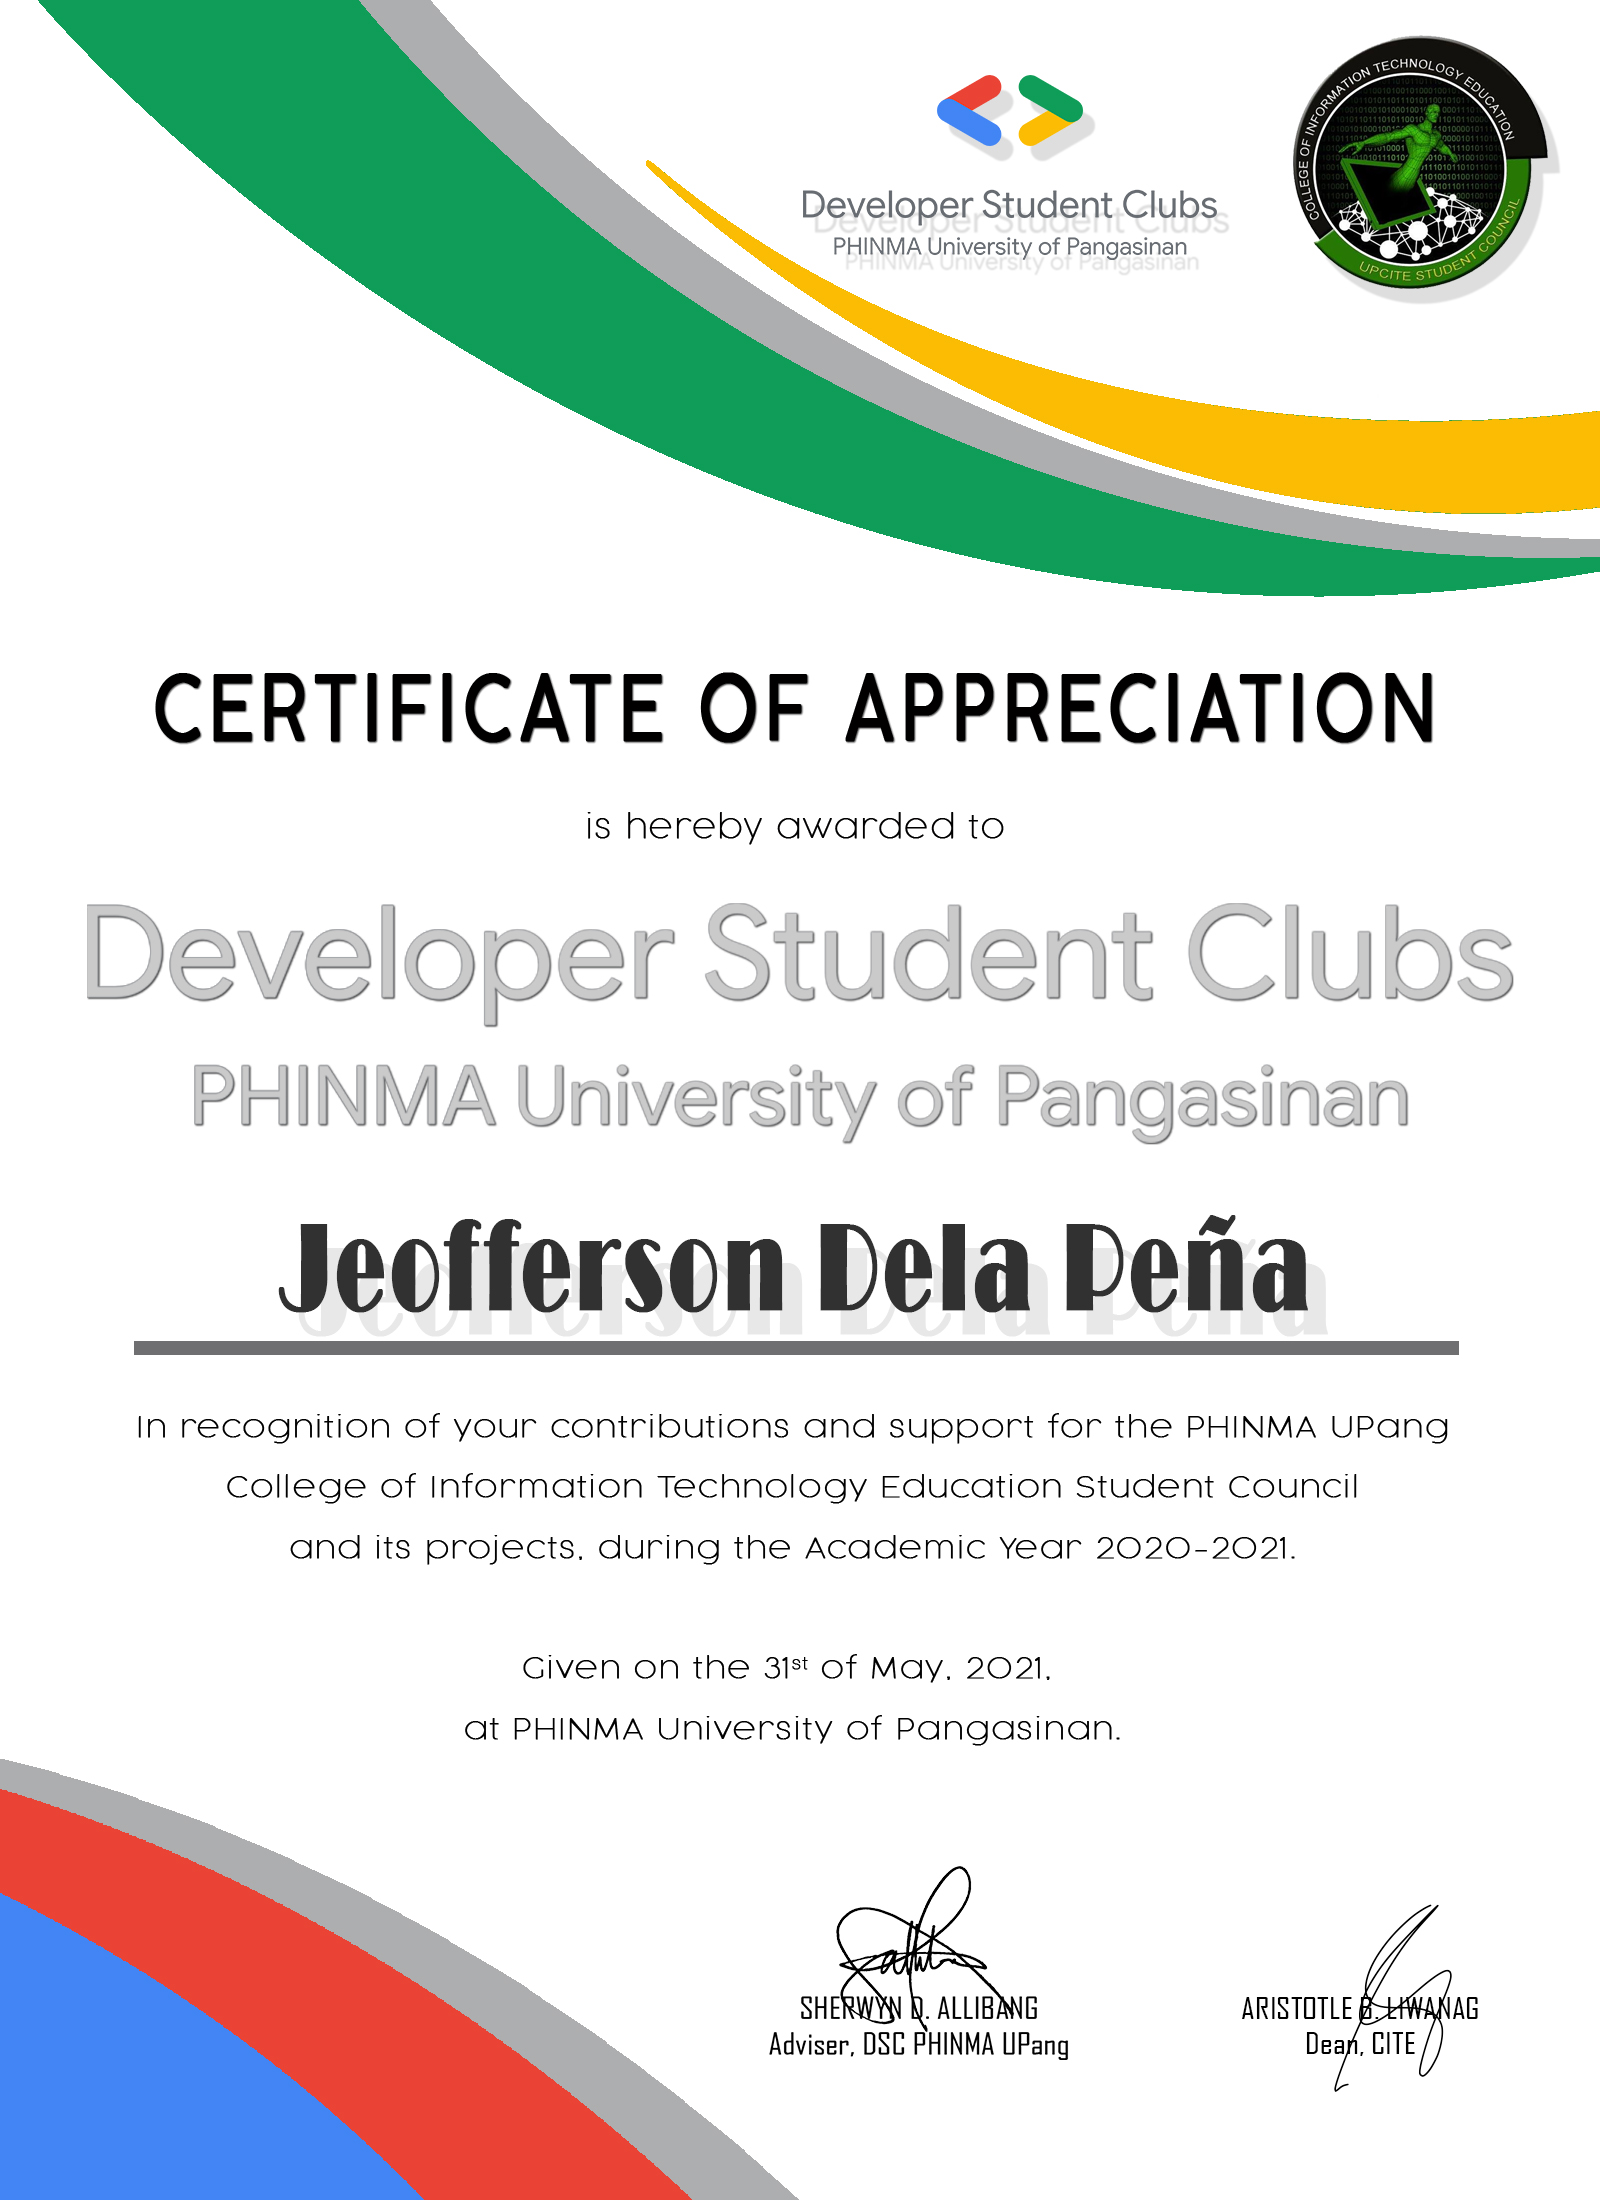 Developer Student Clubs
PHINMA University of Pangasinan
COLLEGE OF INFORMATION TECHNOLOGY EDUCATION
UPCITE STUDENT COUNCIL
CERTIFICATE OF APPRECIATION
is hereby awarded to
Developer Student Clubs
PHINMA University of Pangasinan
Jeofferson Dela Peña
In recognition of your contributions and support for the PHINMA UPang
College of Information Technology Education Student Council
and its projects, during the Academic Year 2020-2021.
Given on the 31st of May, 2021,
at PHINMA University of Pangasinan.
SHERWYN D. ALLIBANG
Adviser, DSC PHINMA UPang
ARISTOTLE B. LIWANAG
Dean, CITE